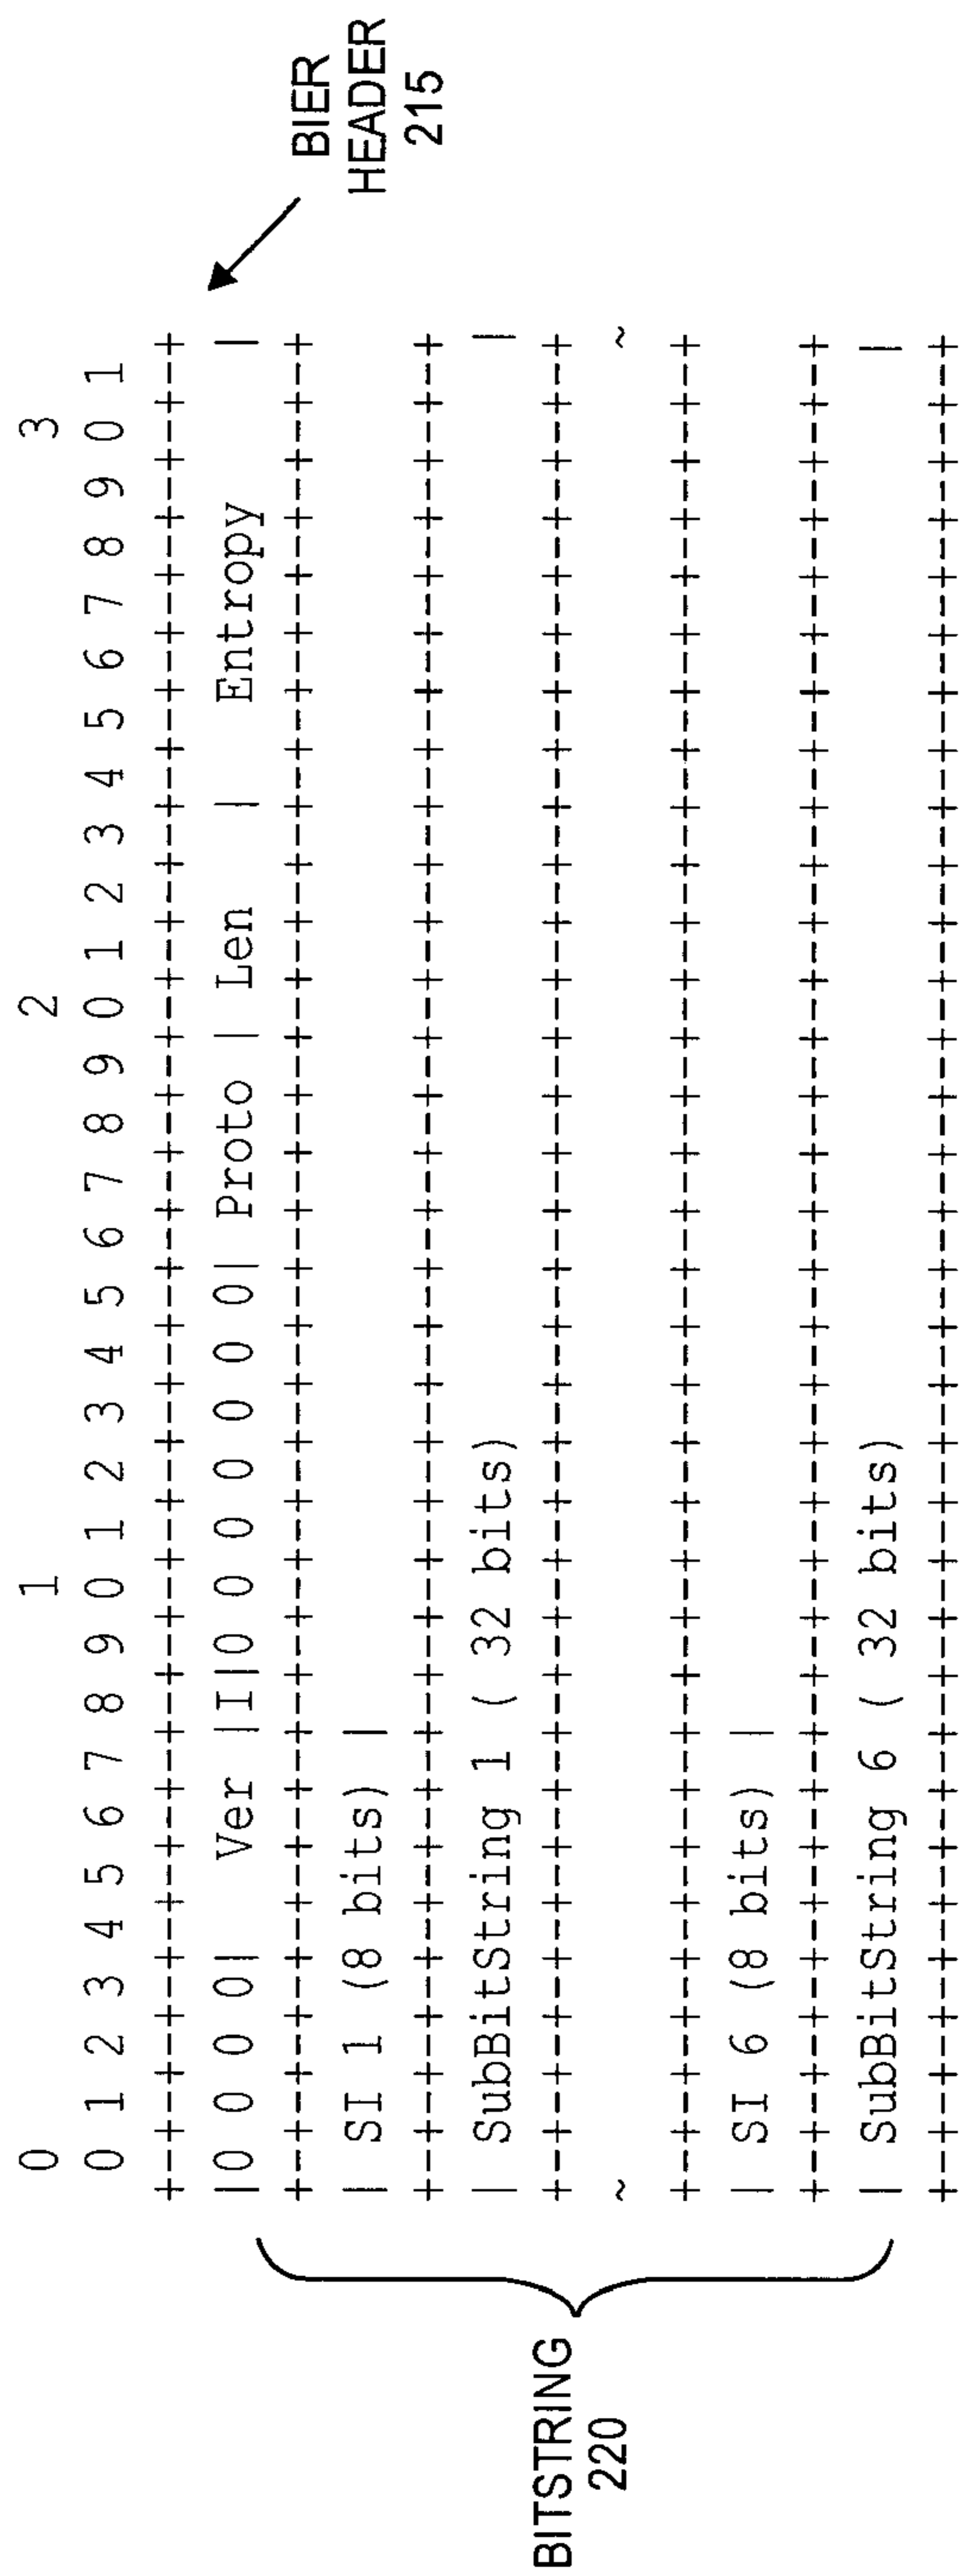 0                   1                   2                   3
0 1 2 3 4 5 6 7 8 9 0 1 2 3 4 5 6 7 8 9 0 1 2 3 4 5 6 7 8 9 0 1
+-+-+-+-+-+-+-+-+-+-+-+-+-+-+-+-+-+-+-+-+-+-+-+-+-+-+-+-+-+-+-+-+
|0 0 0 0|  Ver  |I|0 0 0 0 0 0 0| Proto | Len   |   Entropy     |
+-+-+-+-+-+-+-+-+-+-+-+-+-+-+-+-+-+-+-+-+-+-+-+-+-+-+-+-+-+-+-+-+
| SI 1 (8 bits) |
+-+-+-+-+-+-+-+-+-+-+-+-+-+-+-+-+-+-+-+-+-+-+-+-+-+-+-+-+-+-+-+-+
| SubBitString 1 ( 32 bits) |
+-+-+-+-+-+-+-+-+-+-+-+-+-+-+-+-+-+-+-+-+-+-+-+-+-+-+-+-+-+-+-+-+
~ ~
+-+-+-+-+-+-+-+-+-+-+-+-+-+-+-+-+-+-+-+-+-+-+-+-+-+-+-+-+-+-+-+-+
| SI 6 (8 bits) |
+-+-+-+-+-+-+-+-+-+-+-+-+-+-+-+-+-+-+-+-+-+-+-+-+-+-+-+-+-+-+-+-+
| SubBitString 6 ( 32 bits) |
+-+-+-+-+-+-+-+-+-+-+-+-+-+-+-+-+-+-+-+-+-+-+-+-+-+-+-+-+-+-+-+-+
BITSTRING
220
BIER
HEADER
215